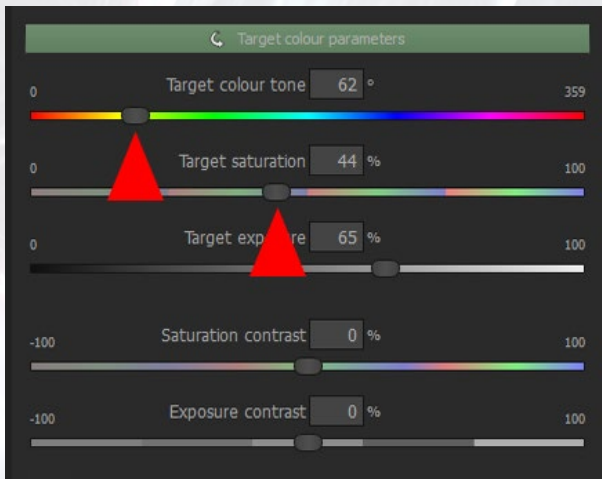 Target colour parameters
Target colour tone 62 °
0 359
Target saturation 44 %
0 100
Target exp re 65 %
0 100
Saturation contrast 0 %
-100 100
Exposure contrast 0 %
-100 100